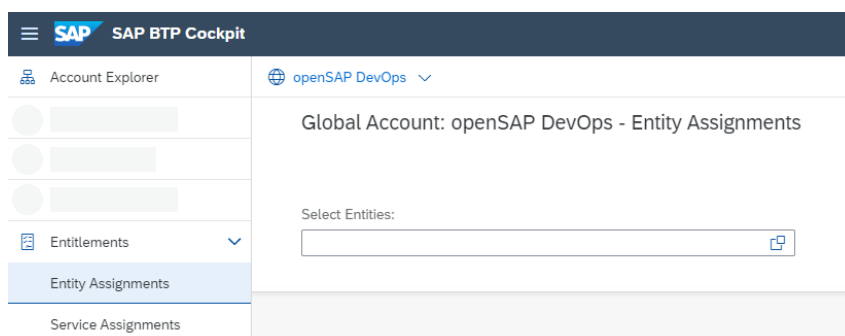 SAP SAP BTP Cockpit
Account Explorer
openSAP DevOps
Global Account: openSAP DevOps - Entity Assignments
Select Entities:
Entitlements
Entity Assignments
Service Assignments